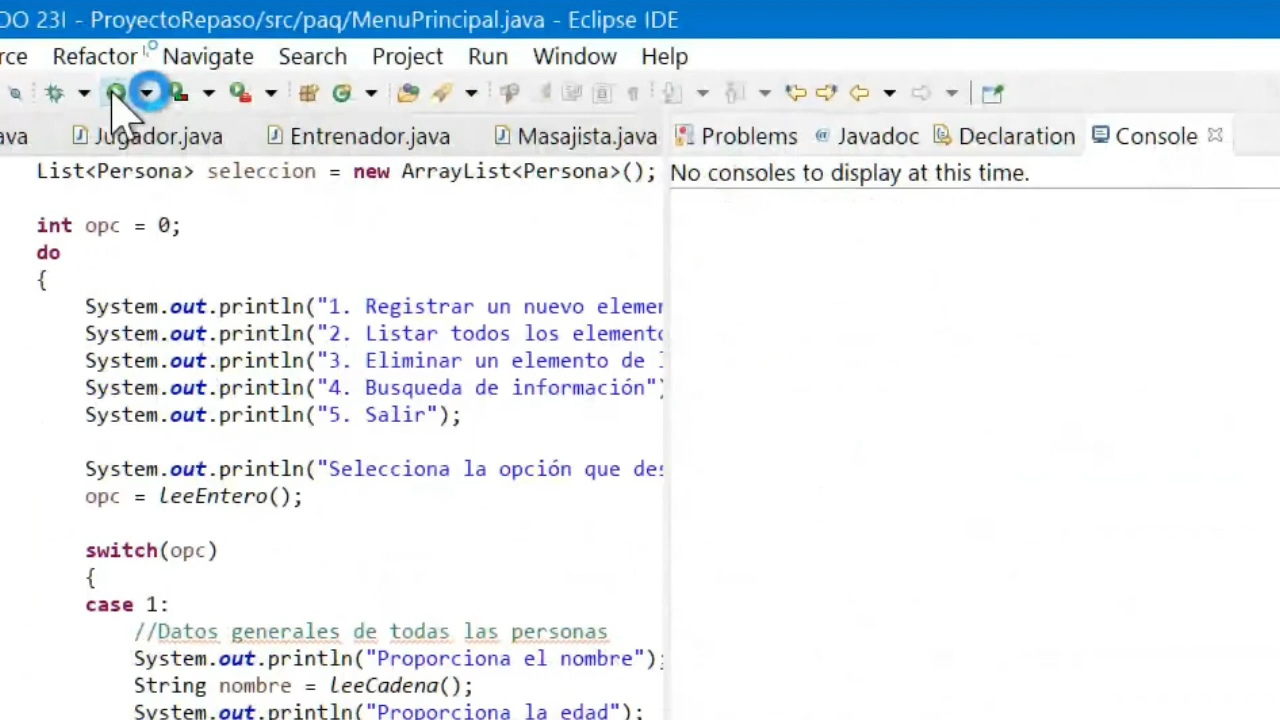 DO 23I - ProyectoRepaso/src/paq/MenuPrincipal.java - Eclipse IDE
rce Refactor Navigate Search Project Run Window Help
ava Jugador.java Entrenador.java Masajista.java Problems Javadoc Declaration Console
List<Persona> seleccion = new ArrayList<Persona>();
No consoles to display at this time.
int opc = 0;
do
{
System.out.println("1. Registrar un nuevo elemen
System.out.println("2. Listar todos los elemento
System.out.println("3. Eliminar un elemento de l
System.out.println("4. Busqueda de información")
System.out.println("5. Salir");
System.out.println("Selecciona la opción que des
opc = leeEntero();
switch(opc)
{
case 1:
//Datos generales de todas las personas
System.out.println("Proporciona el nombre");
String nombre = leeCadena();
System.out.println("Proporciona la edad");